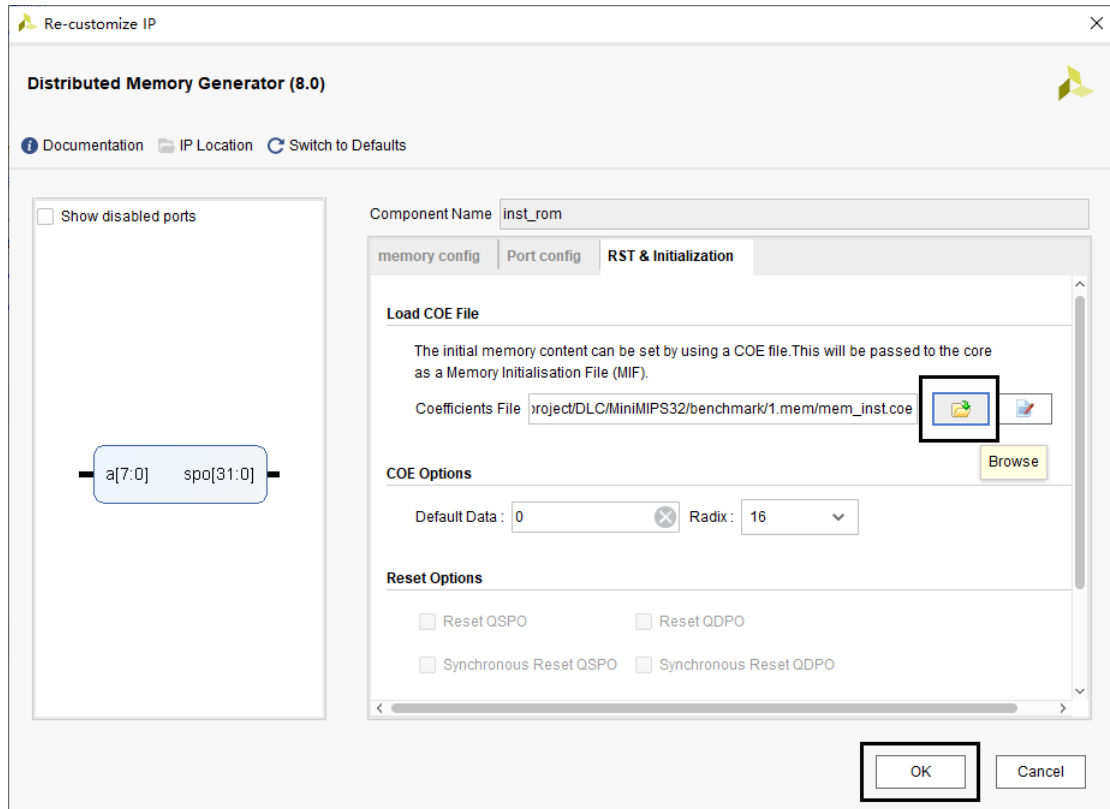 Re-customize IP
Distributed Memory Generator (8.0)
Documentation IP Location Switch to Defaults
Show disabled ports
a[7:0] spo[31:0]
Component Name inst_rom
memory config Port config RST & Initialization
Load COE File
The initial memory content can be set by using a COE file.This will be passed to the core
as a Memory Initialisation File (MIF).
Coefficients File project/DLC/MiniMIPS32/benchmark/1.mem/mem_inst.coe
Browse
COE Options
Default Data : 0 Radix : 16
Reset Options
Reset QSPO Reset QDPO
Synchronous Reset QSPO Synchronous Reset QDPO
OK Cancel